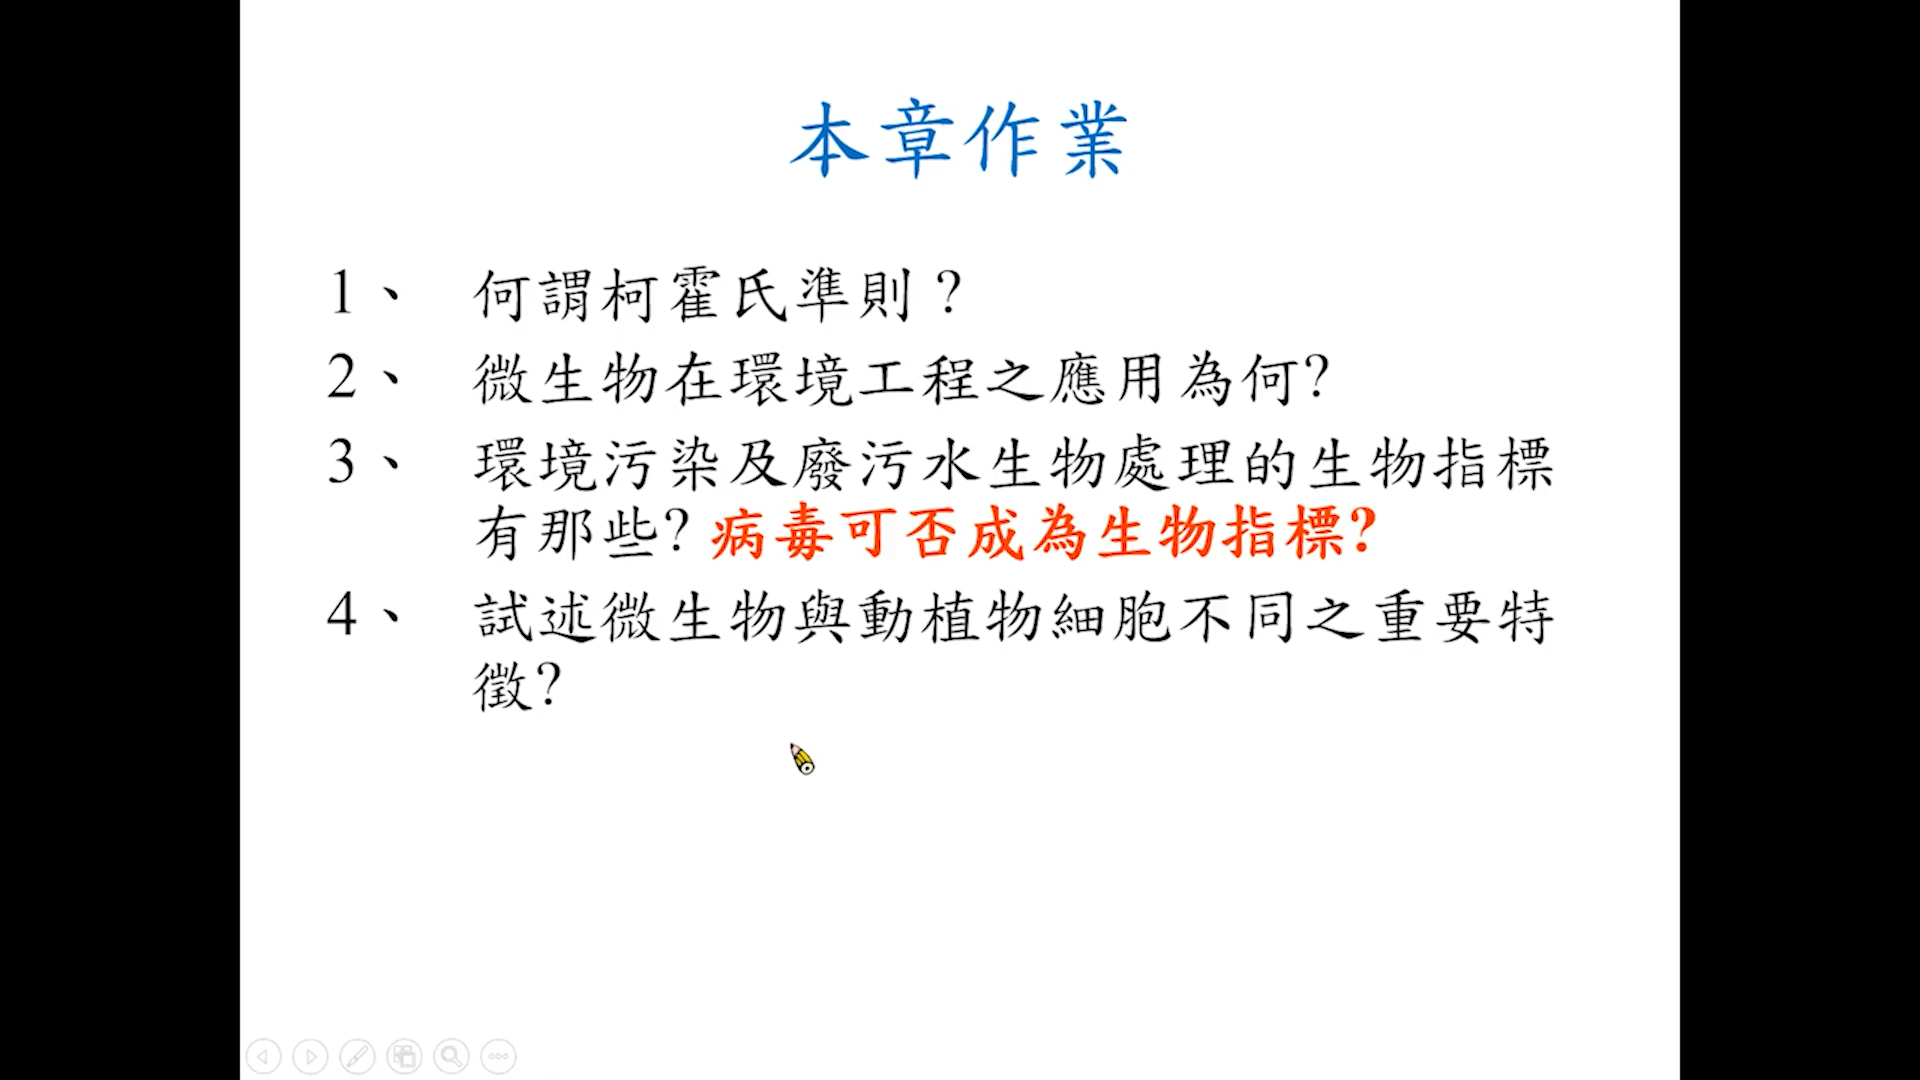 本章作業
1、 何謂柯霍氏準則？
2、 微生物在環境工程之應用為何?
3、 環境污染及廢污水生物處理的生物指標
有那些? 病毒可否成為生物指標?
4、 試述微生物與動植物細胞不同之重要特
徵?